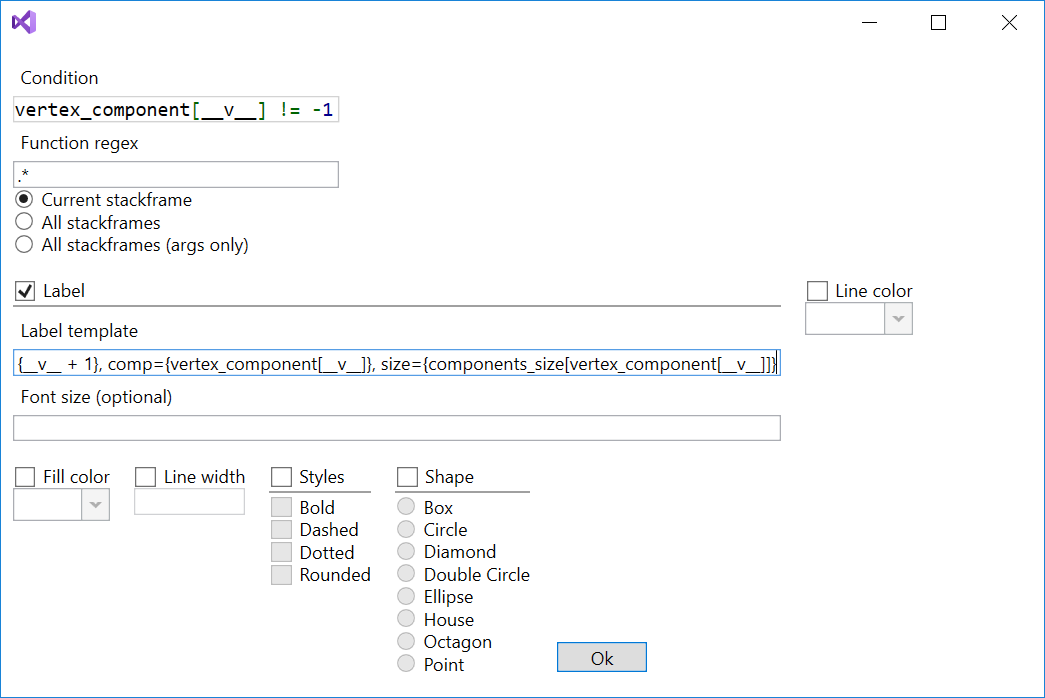 Condition
vertex_component[__v__] != -1
Function regex
.*
Current stackframe
All stackframes
All stackframes (args only)
Label
Line color
Label template
{__v__ + 1}, comp={vertex_component[__v__]}, size={components_size[vertex_component[__v__]]}
Font size (optional)
Fill color
Line width
Styles
Bold
Dashed
Dotted
Rounded
Shape
Box
Circle
Diamond
Double Circle
Ellipse
House
Octagon
Point
Ok